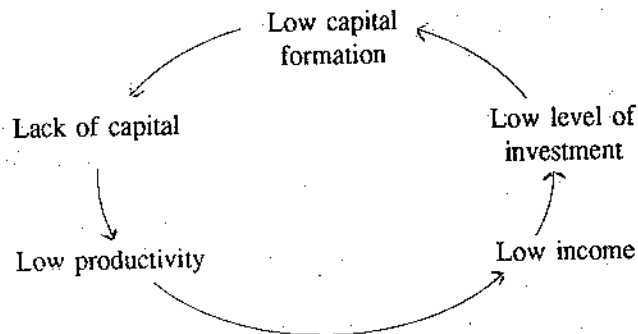 Low capital
formation
Lack of capital
Low level of
investment
Low productivity
Low income